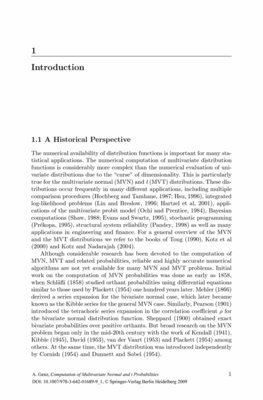 1
Introduction
1.1 A Historical Perspective
The numerical availability of distribution functions is important for many sta-
tistical applications. The numerical computation of multivariate distribution
functions is considerably more complex than the numerical evaluation of uni-
variate distributions due to the “curse” of dimensionality. This is particularly
true for the multivariate normal (MVN) and t (MVT) distributions. These dis-
tributions occur frequently in many different applications, including multiple
comparison procedures (Hochberg and Tamhane, 1987; Hsu, 1996), integrated
log-likelihood problems (Lin and Breslow, 1996; Hartzel et al, 2001), appli-
cations of the multivariate probit model (Ochi and Prentice, 1984), Bayesian
computations (Shaw, 1988; Evans and Swartz, 1995), stochastic programming
(Prékopa, 1995), structural system reliability (Pandey, 1998) as well as many
applications in engineering and finance. For a general overview of the MVN
and the MVT distributions we refer to the books of Tong (1990), Kotz et al
(2000) and Kotz and Nadarajah (2004).
Although considerable research has been devoted to the computation of
MVN, MVT and related probabilities, reliable and highly accurate numerical
algorithms are not yet available for many MVN and MVT problems. Initial
work on the computation of MVN probabilities was done as early as 1858,
when Schläfli (1858) studied orthant probabilities using differential equations
similar to those used by Plackett (1954) one hundred years later. Mehler (1866)
derived a series expansion for the bivariate normal case, which later became
known as the Kibble series for the general MVN case. Similarly, Pearson (1901)
introduced the tetrachoric series expansion in the correlation coefficient ρ for
the bivariate normal distribution function. Sheppard (1900) obtained exact
bivariate probabilities over positive orthants. But broad research on the MVN
problem began only in the mid-20th century with the work of Kendall (1941),
Kibble (1945), David (1953), van der Vaart (1953) and Plackett (1954) among
others. At the same time, the MVT distribution was introduced independently
by Cornish (1954) and Dunnett and Sobel (1954).
A. Genz, Computation of Multivariate Normal and t Probabilities 1
DOI: 10.1007/978-3-642-01689-9_1, © Springer-Verlag Berlin Heidelberg 2009